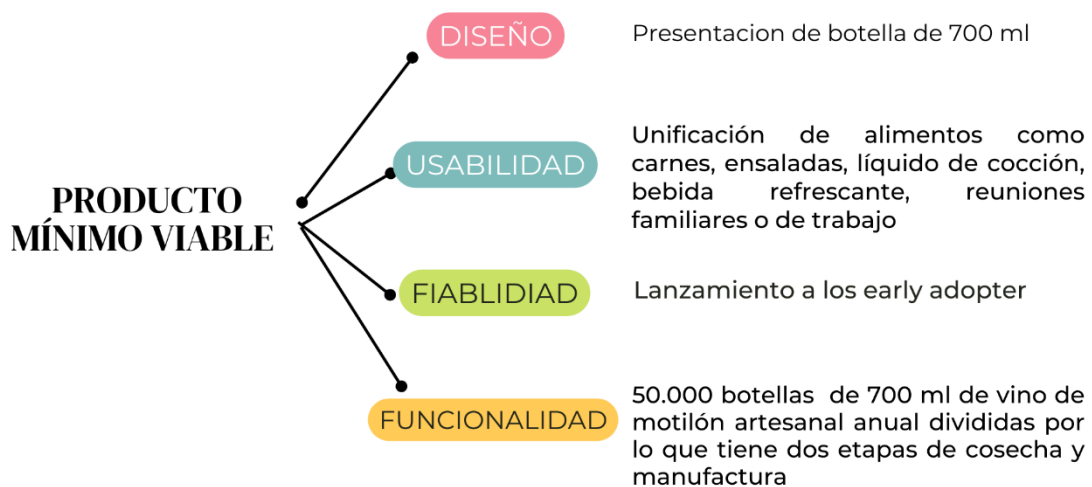 PRODUCTO
MÍNIMO VIABLE
DISEÑO
Presentacion de botella de 700 ml
USABILIDAD
Unificación de alimentos como
carnes, ensaladas, líquido de cocción,
bebida refrescante, reuniones
familiares o de trabajo
FIABLIDIAD
Lanzamiento a los early adopter
FUNCIONALIDAD
50.000 botellas de 700 ml de vino de
motilón artesanal anual divididas por
lo que tiene dos etapas de cosecha y
manufactura